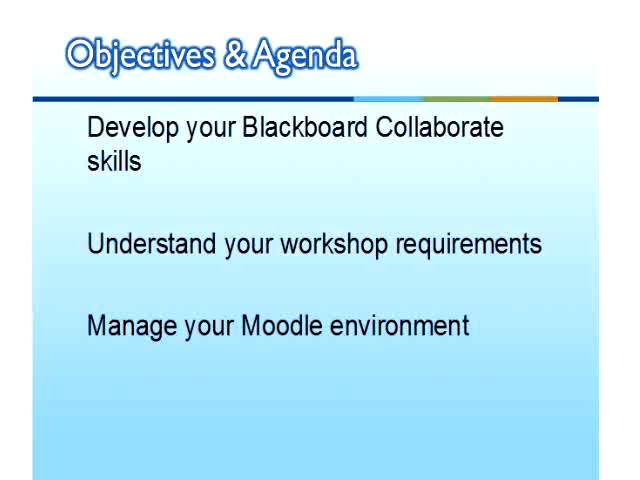 Objectives & Agenda
Develop your Blackboard Collaborate
skills
Understand your workshop requirements
Manage your Moodle environment